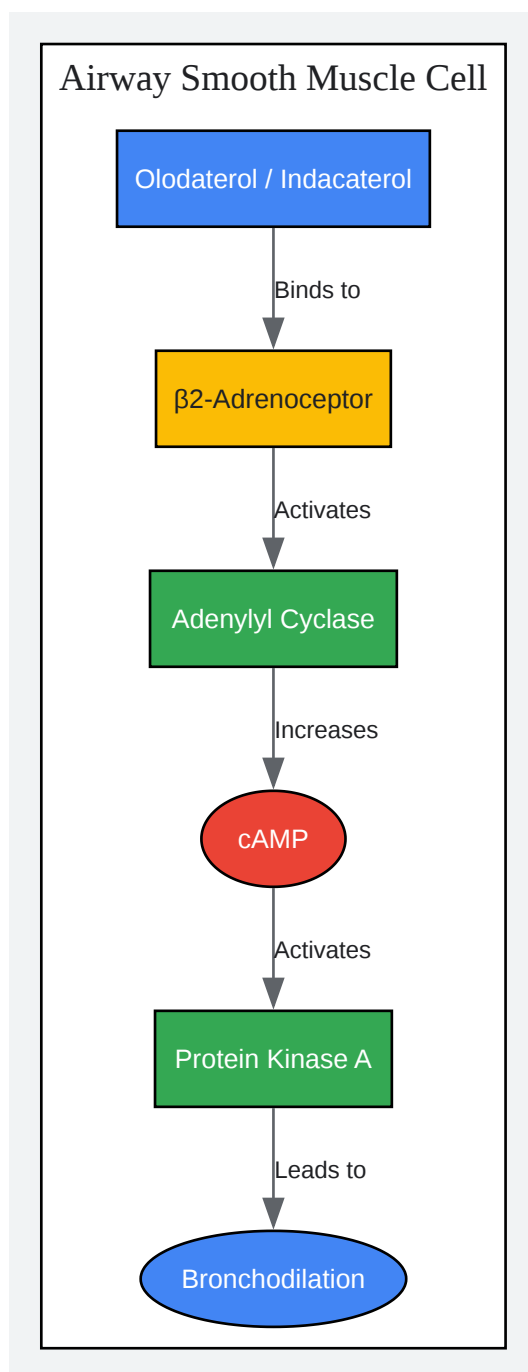 Airway Smooth Muscle Cell
Olodaterol / Indacaterol
Binds to
β2-Adrenoceptor
Activates
Adenylyl Cyclase
Increases
cAMP
Activates
Protein Kinase A
Leads to
Bronchodilation